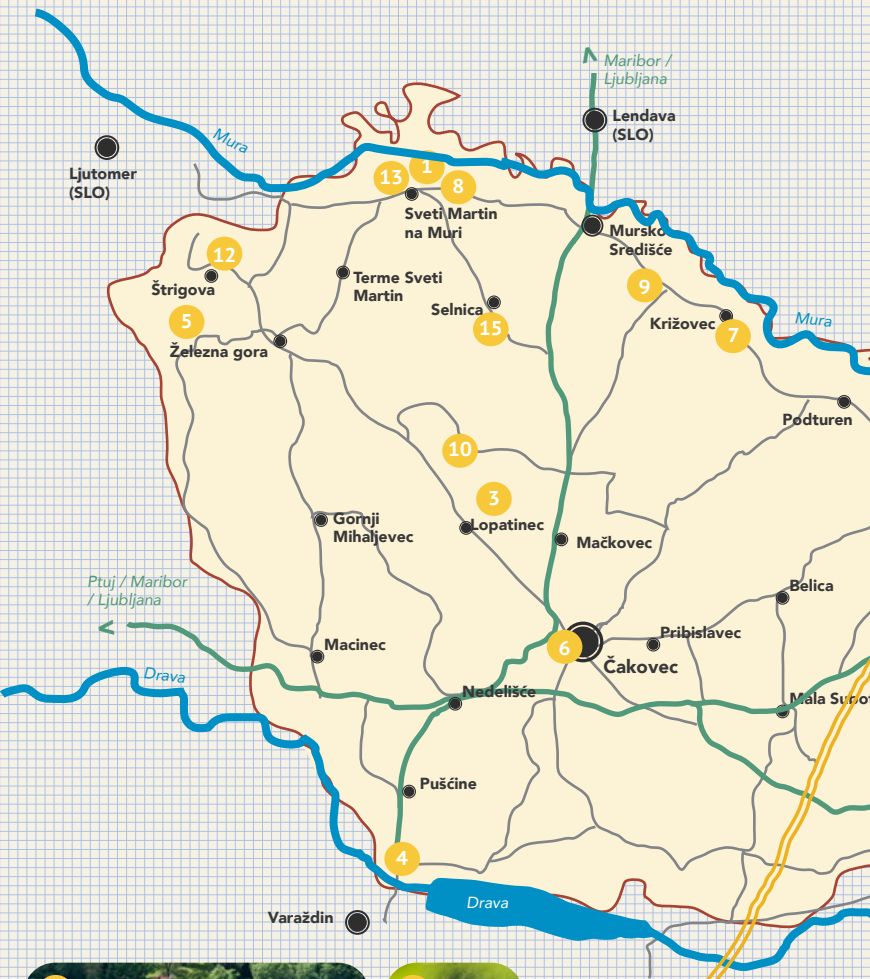 Maribor /
Ljubljana
Lendava
(SLO)
Mura
Ljutomer
(SLO)
1
13
8
Sveti Martin
na Muri
Mursko
Središće
12
Štrigova
Terme Sveti
Martin
9
Selnica
5
15
Križovec
7
Mura
Železna gora
Podturen
10
3
Lopatinec
Gornji
Mihaljevec
Mačkovec
Ptuj / Maribor
/ Ljubljana
Belica
Pribislavec
Macinec
6
Čakovec
Drava
Nedelišće
Mala Subot
Pušćine
4
Drava
Varaždin